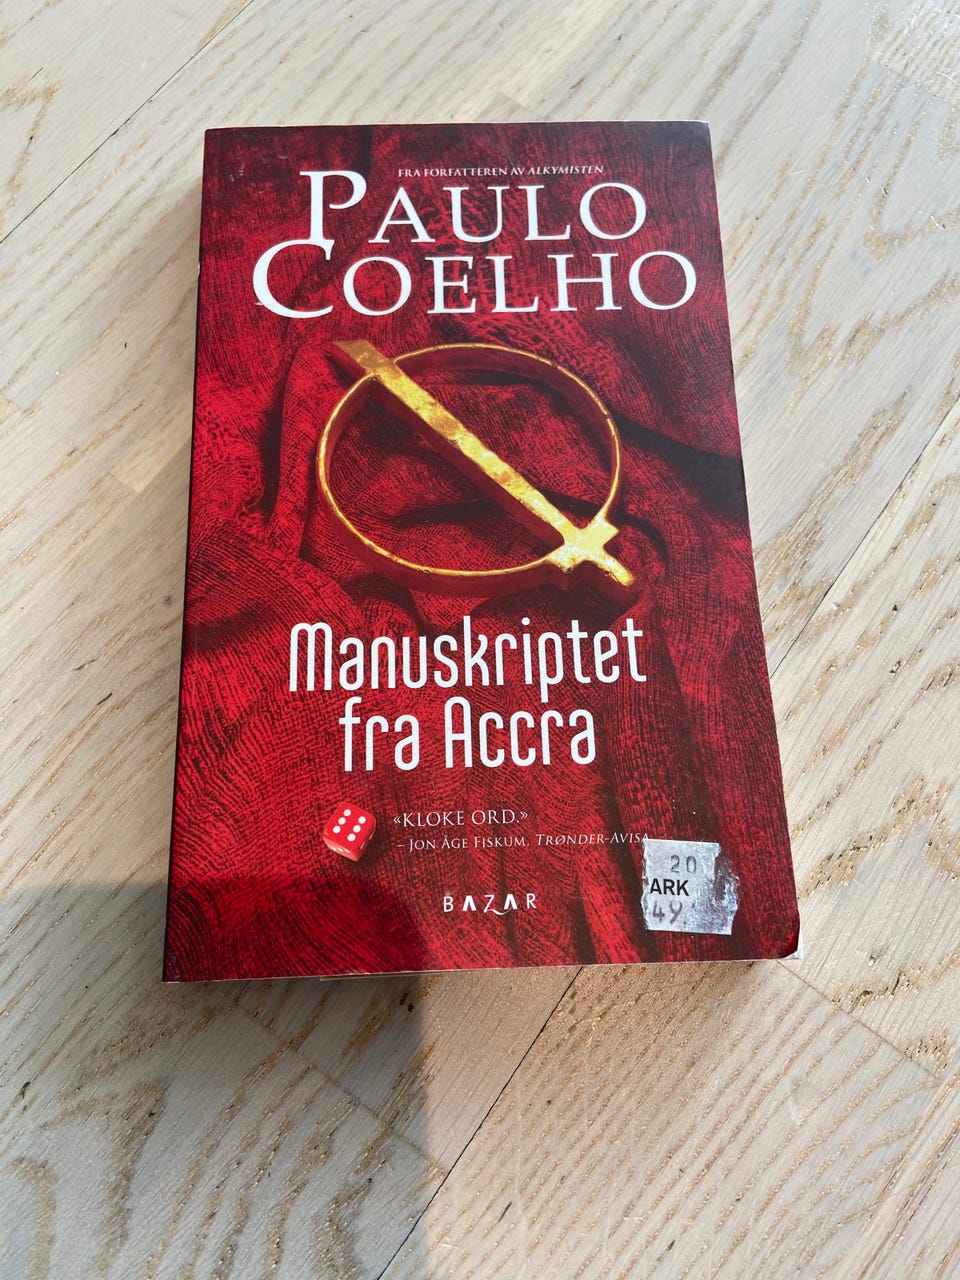 FRA FORFATTEREN AV ALKYMISTEN
PAULO
COELHO
Manuskriptet
fra Accra
«KLOKE ORD.»
– JON ÅGE FISKUM, TRØNDER-AVISA
BAZAR
20
ARK
49.